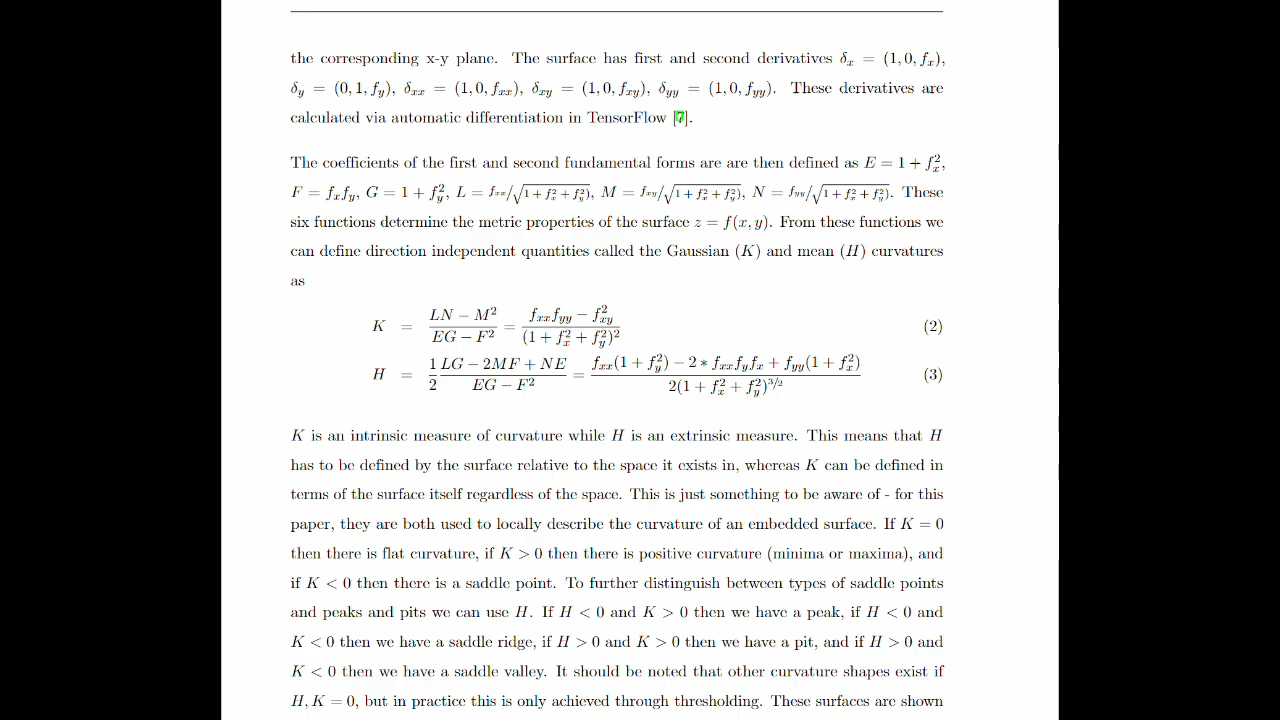 the corresponding x-y plane. The surface has first and second derivatives δ_x = (1, 0, f_x),
δ_y = (0, 1, f_y), δ_xx = (1, 0, f_xx), δ_xy = (1, 0, f_xy), δ_yy = (1, 0, f_yy). These derivatives are
calculated via automatic differentiation in TensorFlow [7].
The coefficients of the first and second fundamental forms are are then defined as E = 1 + f_x^2,
F = f_x f_y, G = 1 + f_y^2, L = f_xx/√(1 + f_x^2 + f_y^2), M = f_xy/√(1 + f_x^2 + f_y^2), N = f_yy/√(1 + f_x^2 + f_y^2). These
six functions determine the metric properties of the surface z = f(x, y). From these functions we
can define direction independent quantities called the Gaussian (K) and mean (H) curvatures
as
K = (LN − M^2)/(EG − F^2) = (f_xx f_yy − f_xy^2)/(1 + f_x^2 + f_y^2)^2 (2)
H = 1/2 (LG − 2MF + NE)/(EG − F^2) = (f_xx(1 + f_y^2) − 2 * f_xx f_y f_x + f_yy(1 + f_x^2))/(2(1 + f_x^2 + f_y^2)^3/2) (3)
K is an intrinsic measure of curvature while H is an extrinsic measure. This means that H
has to be defined by the surface relative to the space it exists in, whereas K can be defined in
terms of the surface itself regardless of the space. This is just something to be aware of - for this
paper, they are both used to locally describe the curvature of an embedded surface. If K = 0
then there is flat curvature, if K > 0 then there is positive curvature (minima or maxima), and
if K < 0 then there is a saddle point. To further distinguish between types of saddle points
and peaks and pits we can use H. If H < 0 and K > 0 then we have a peak, if H < 0 and
K < 0 then we have a saddle ridge, if H > 0 and K > 0 then we have a pit, and if H > 0 and
K < 0 then we have a saddle valley. It should be noted that other curvature shapes exist if
H, K = 0, but in practice this is only achieved through thresholding. These surfaces are shown